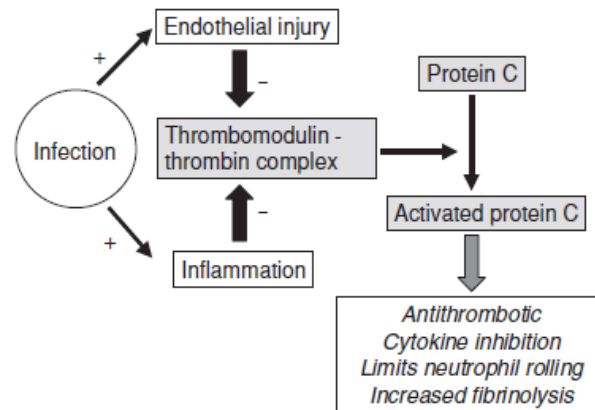 Endothelial injury
+
–
Protein C
Infection
Thrombomodulin -
thrombin complex
–
Activated protein C
+
Inflammation
Antithrombotic
Cytokine inhibition
Limits neutrophil rolling
Increased fibrinolysis